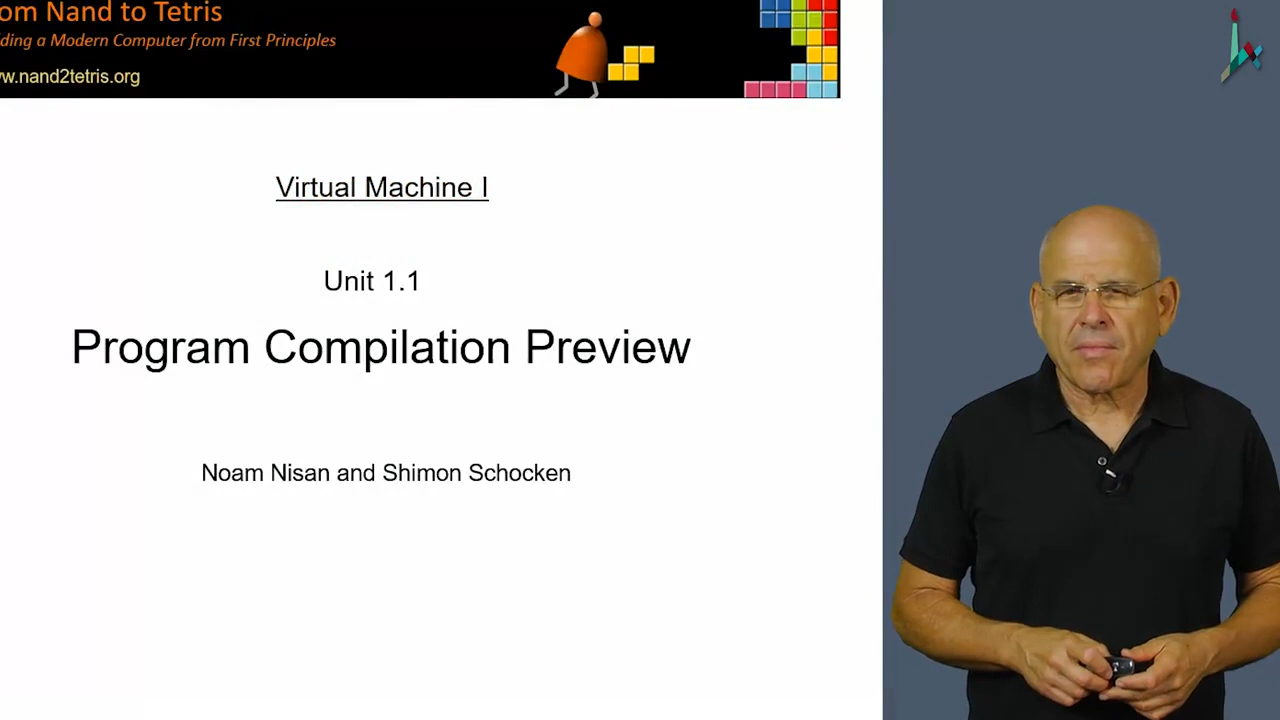 om Nand to Tetris
ding a Modern Computer from First Principles
w.nand2tetris.org
Virtual Machine I
Unit 1.1
Program Compilation Preview
Noam Nisan and Shimon Schocken